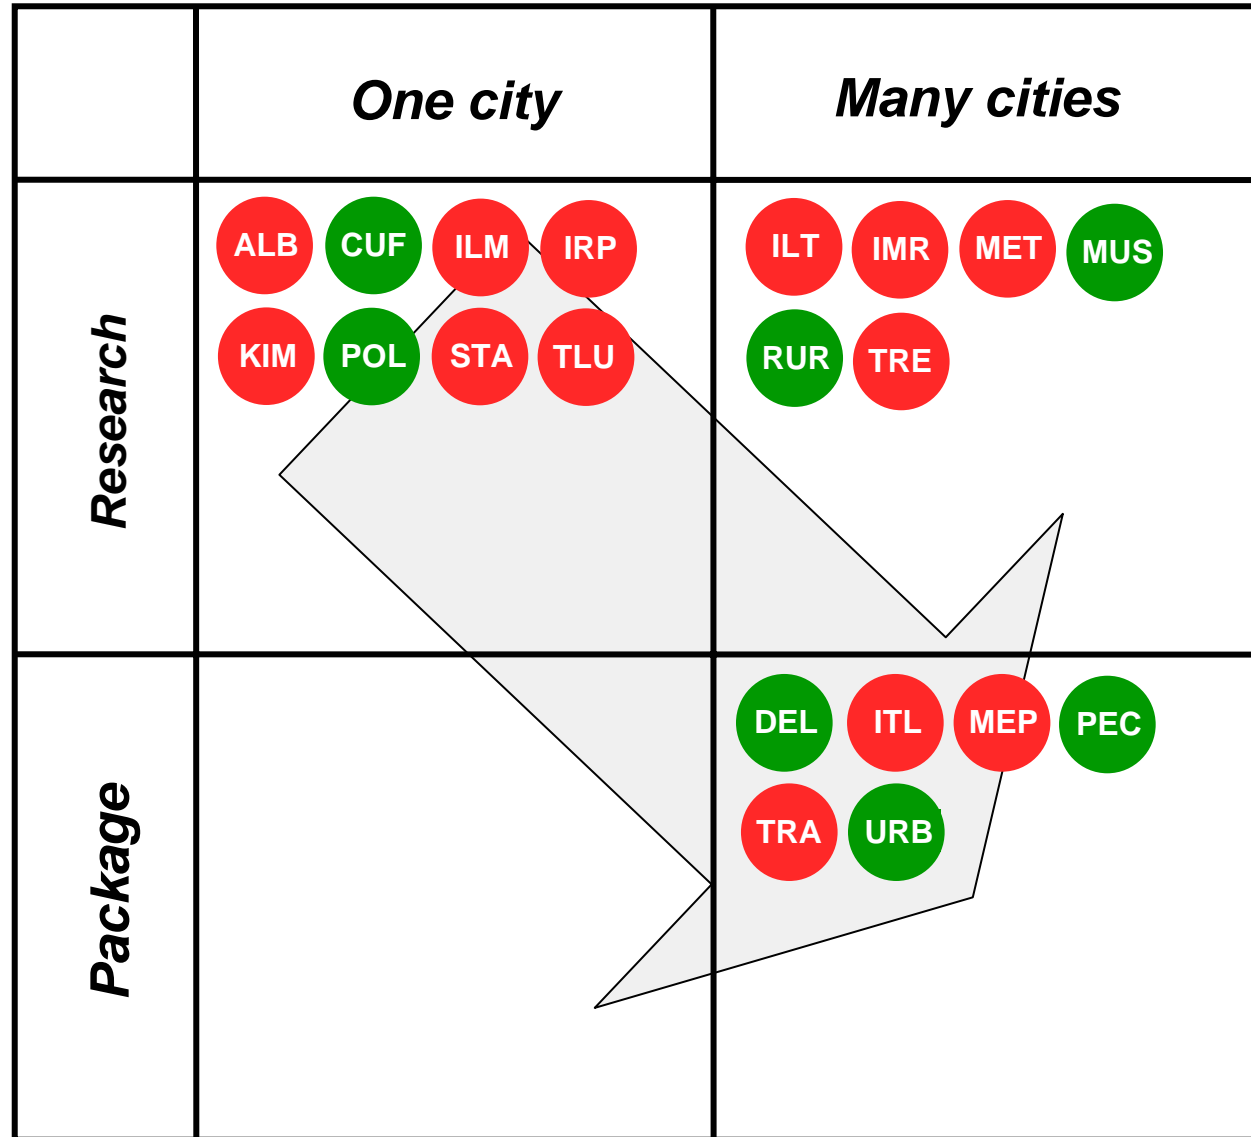 One city
Many cities
Research
ALB CUF ILM IRP
KIM POL STA TLU
ILT IMR MET MUS
RUR TRE
Package
DEL ITL MEP PEC
TRA URB